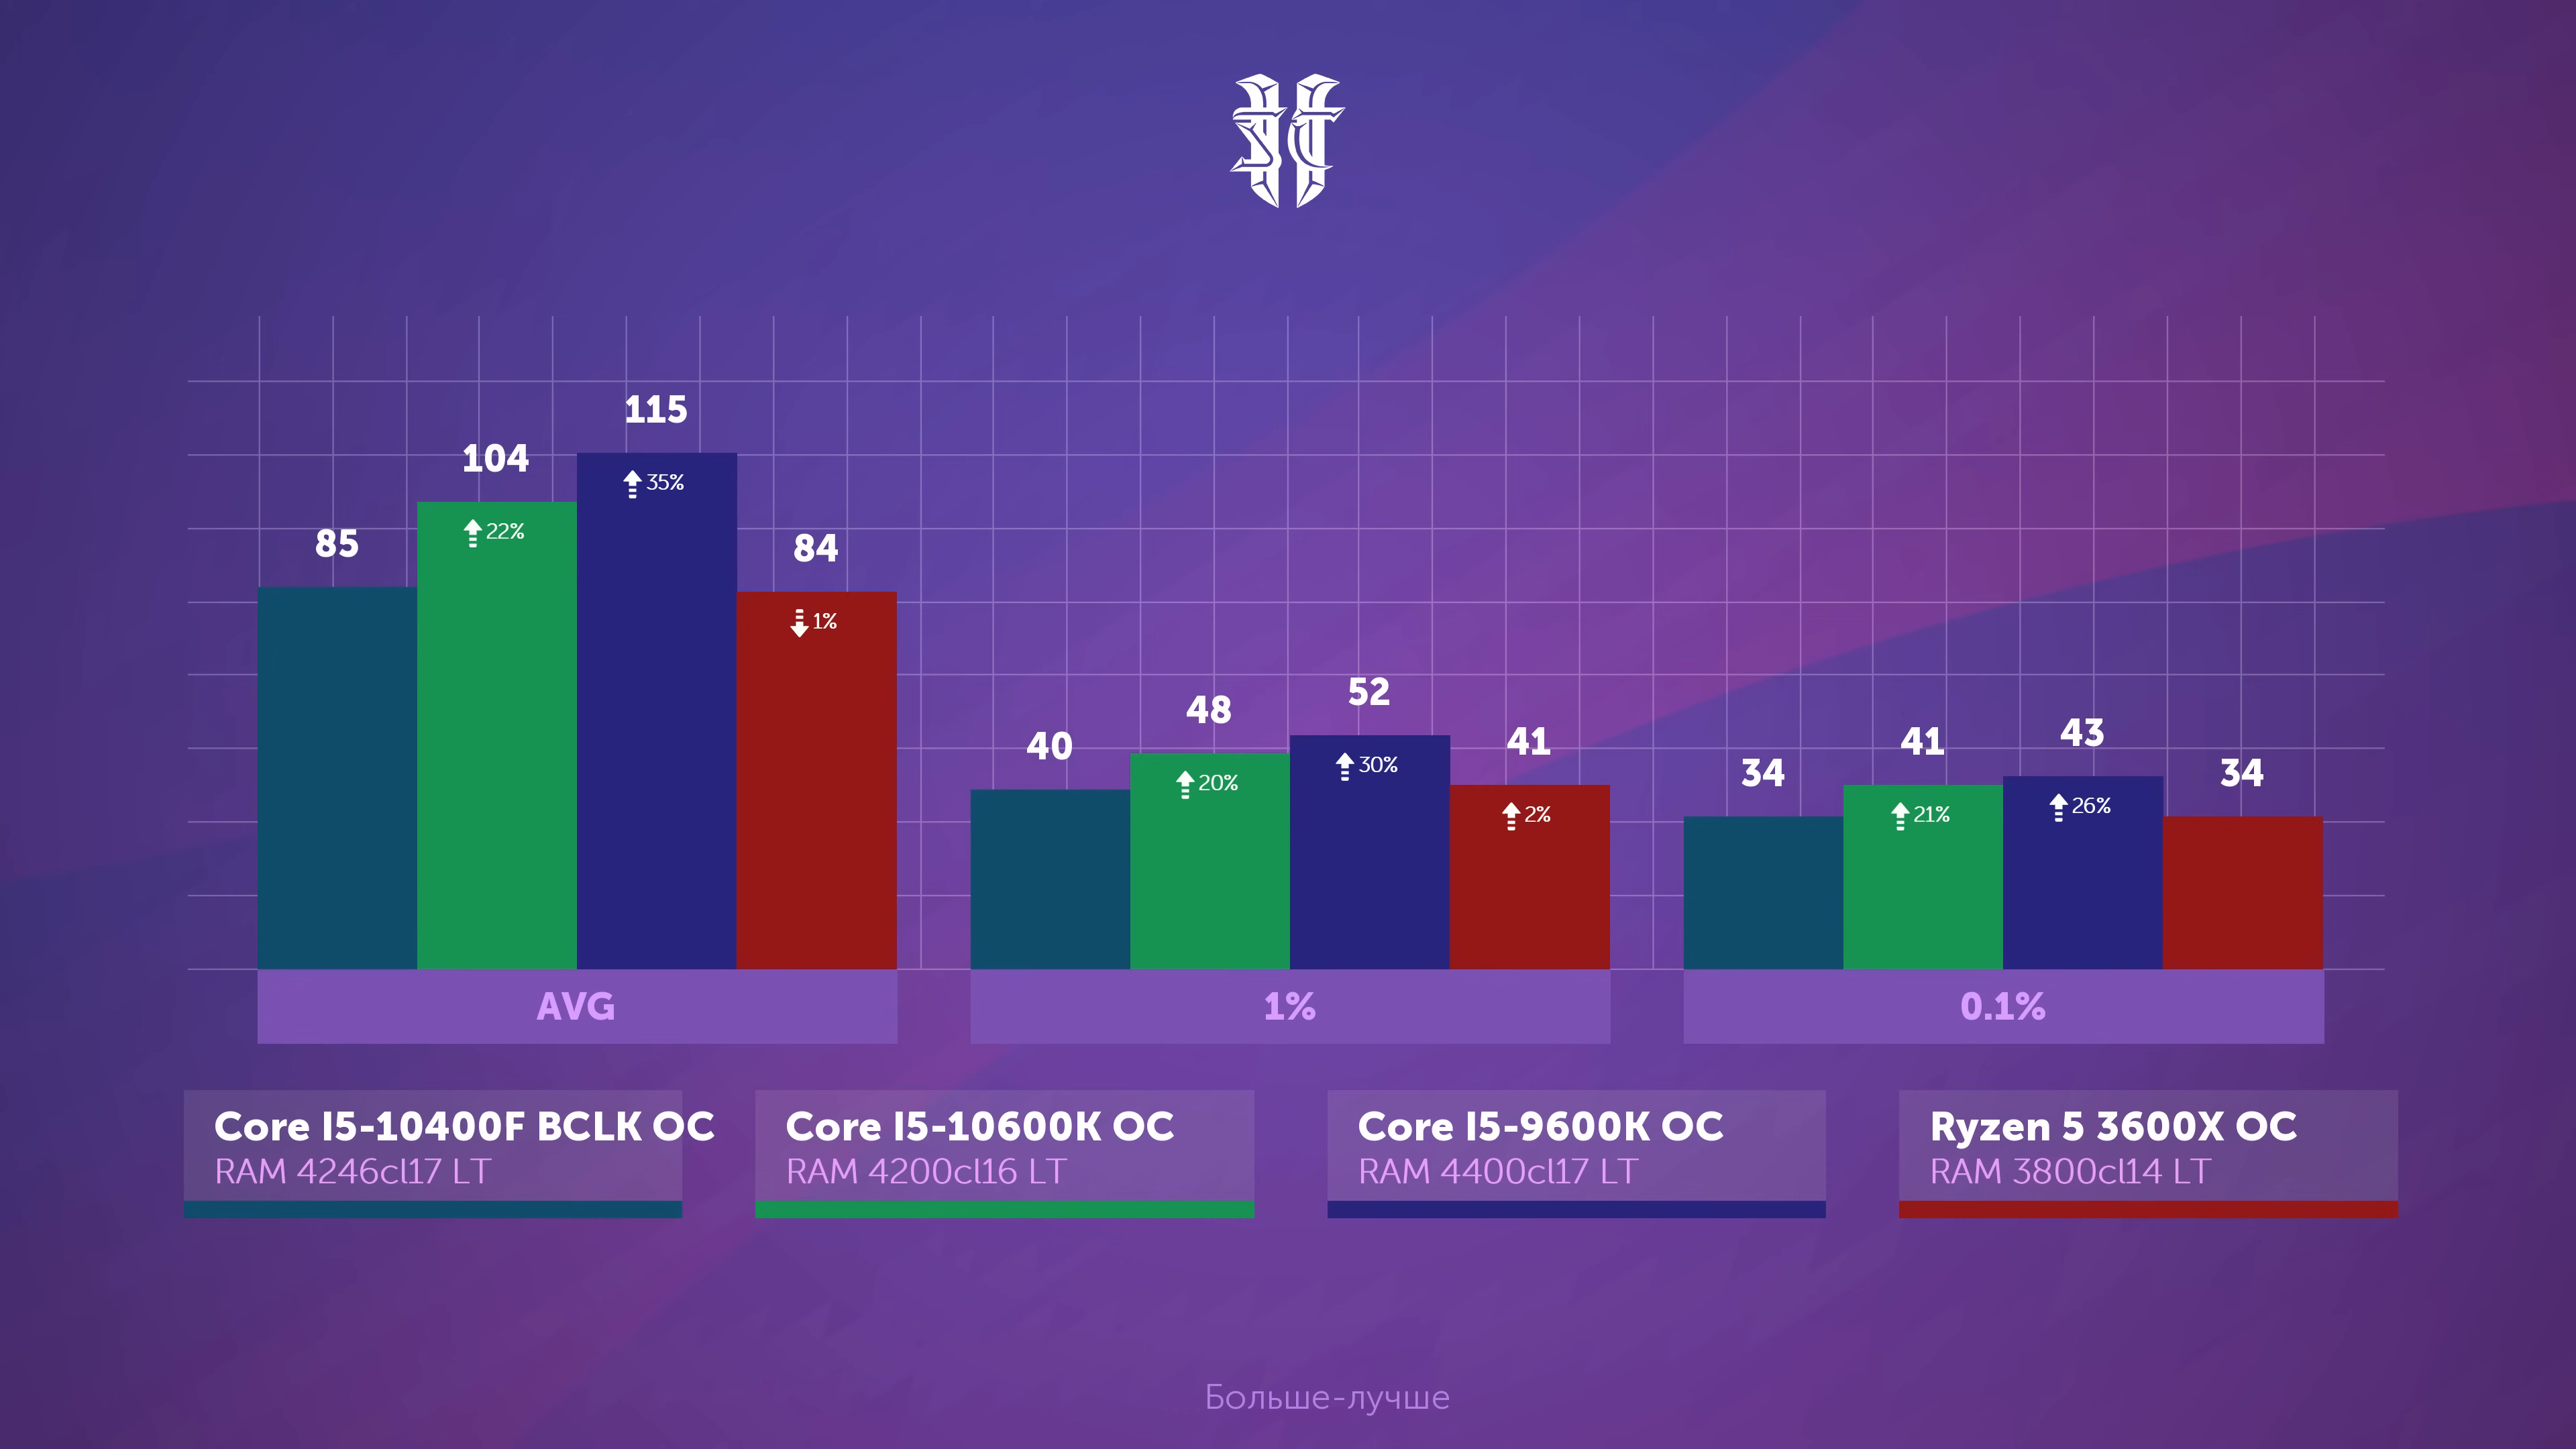 SC
115
104
35%
22%
85
84
1%
52
48
40
41
30%
20%
2%
43
41
34
34
26%
21%
AVG
1%
0.1%
Core I5-10400F BCLK OC
RAM 4246cl17 LT
Core I5-10600K OC
RAM 4200cl16 LT
Core I5-9600K OC
RAM 4400cl17 LT
Ryzen 5 3600X OC
RAM 3800cl14 LT
Больше-лучше